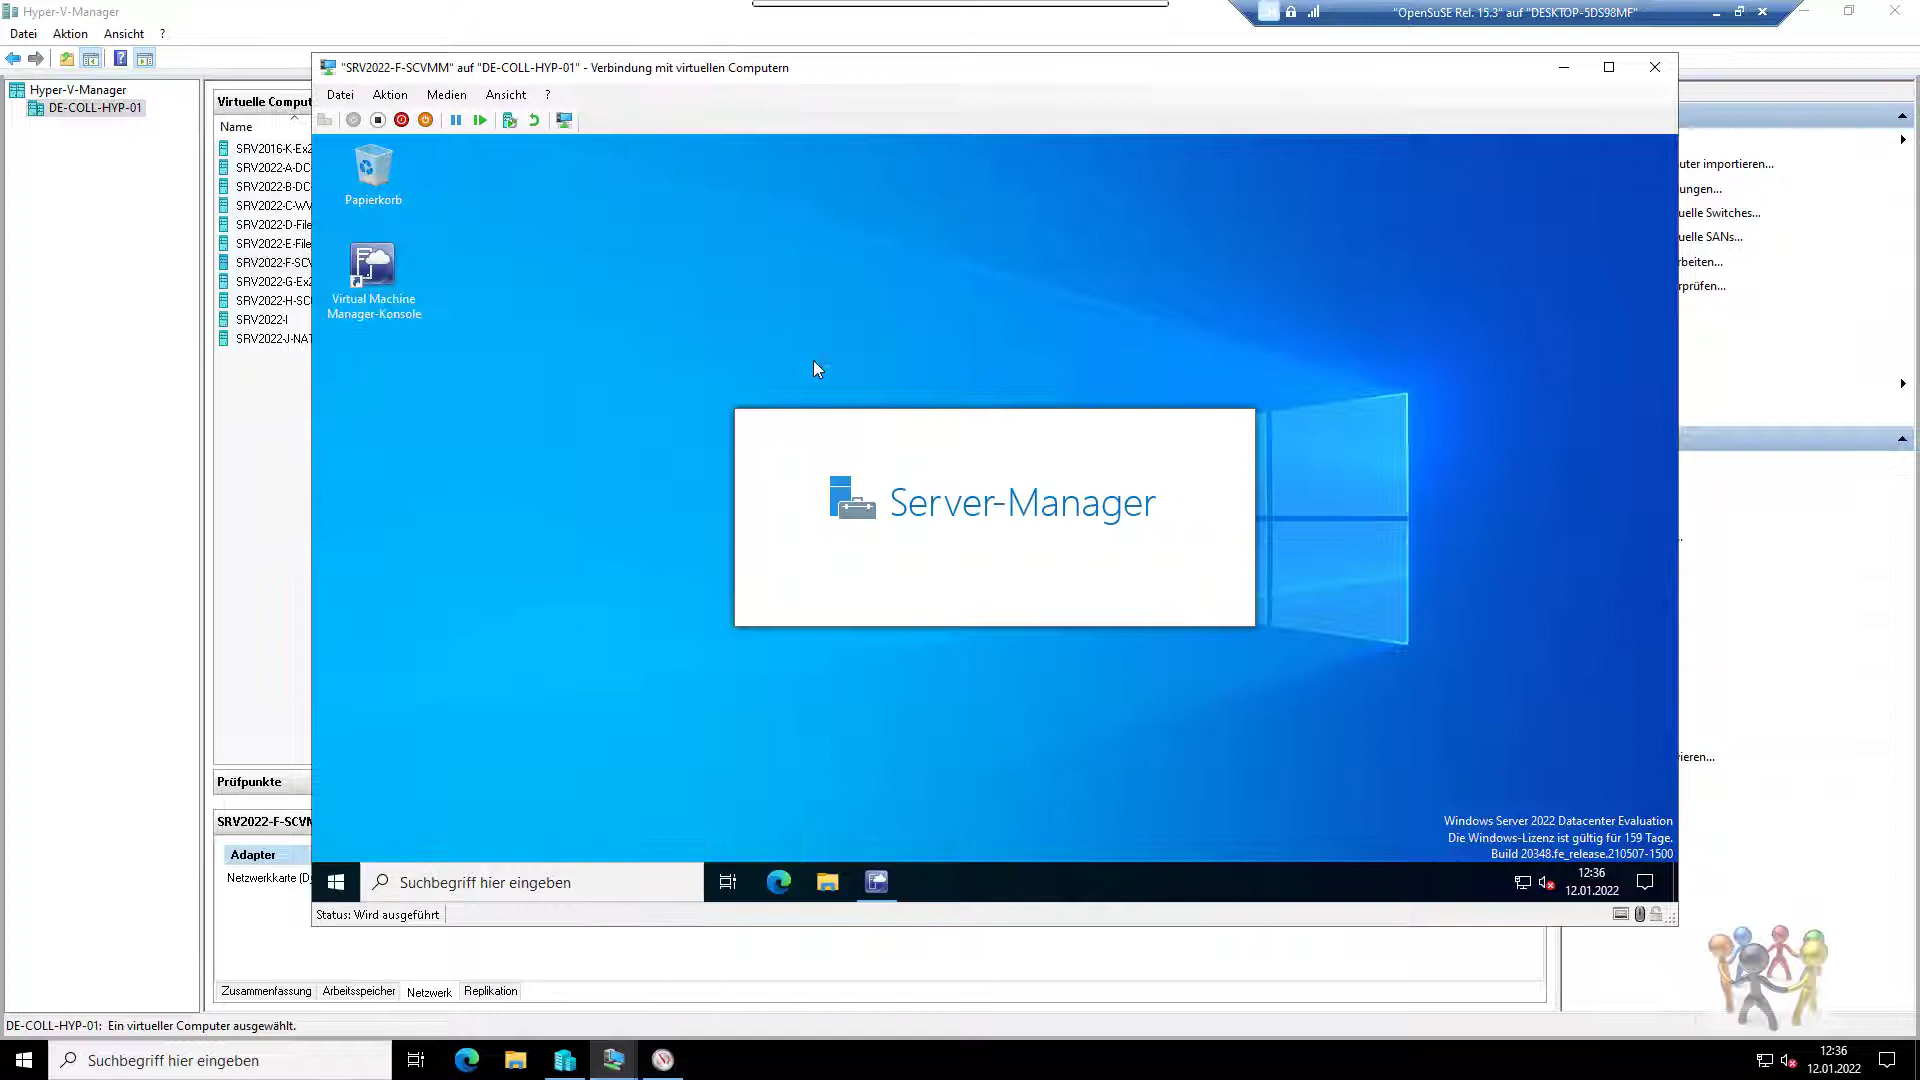 Hyper-V-Manager
"OpenSuSE Rel. 15.3" auf "DESKTOP-5DS98MF"
Datei Aktion Ansicht ?
"SRV2022-F-SCVMM" auf "DE-COLL-HYP-01" - Verbindung mit virtuellen Computern
Datei Aktion Medien Ansicht ?
Hyper-V-Manager
DE-COLL-HYP-01
Virtuelle Comput
Name
SRV2016-K-Ex2
SRV2022-A-DC
SRV2022-B-DC
SRV2022-C-W
SRV2022-D-File
SRV2022-E-File
SRV2022-F-SCV
SRV2022-G-Ex2
SRV2022-H-SC
SRV2022-I
SRV2022-J-NAT
Papierkorb
Virtual Machine
Manager-Konsole
Server-Manager
uter importieren...
ungen...
uelle Switches...
uelle SANs...
rbeiten...
rprüfen...
ieren...
Windows Server 2022 Datacenter Evaluation
Die Windows-Lizenz ist gültig für 159 Tage.
Build 20348.fe_release.210507-1500
Suchbegriff hier eingeben
12:36
12.01.2022
Status: Wird ausgeführt
Prüfpunkte
SRV2022-F-SCVM
Adapter
Netzwerkkarte (D
Zusammenfassung Arbeitsspeicher Netzwerk Replikation
DE-COLL-HYP-01: Ein virtueller Computer ausgewählt.
Suchbegriff hier eingeben
12:36
12.01.2022